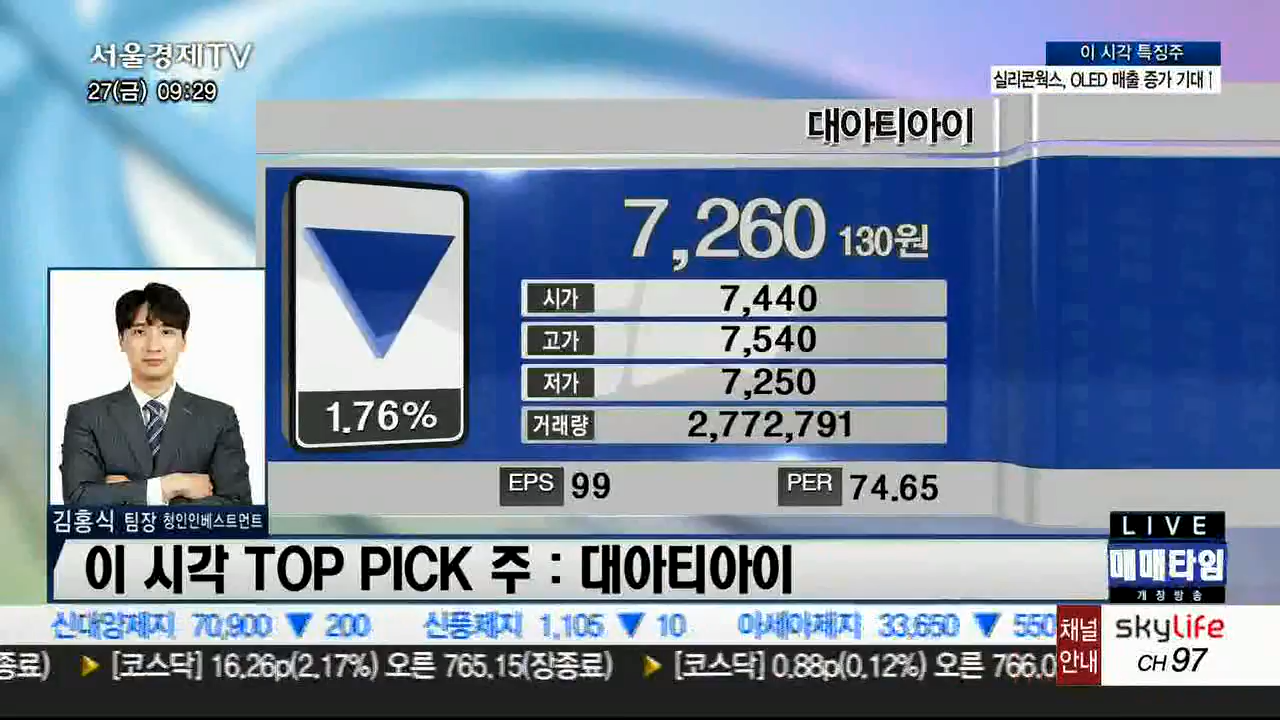 서울경제TV
27(금) 09:29
이 시각 특징주
실리콘웍스, OLED 매출 증가 기대↑
대아티아이
7,260 130원
시가 7,440
고가 7,540
저가 7,250
거래량 2,772,791
1.76%
EPS 99 PER 74.65
김홍식 팀장 청인인베스트먼트
이 시각 TOP PICK 주 : 대아티아이
LIVE
매매타임
개장방송
신대양제지 70,900 ▼ 200 신풍제지 1,105 ▼ 10 아세아제지 33,650 ▼ 550
채널안내
skylife
CH 97
종료) ▶ [코스닥] 16.26p(2.17%) 오른 765.15(장종료) ▶ [코스닥] 0.88p(0.12%) 오른 766.0